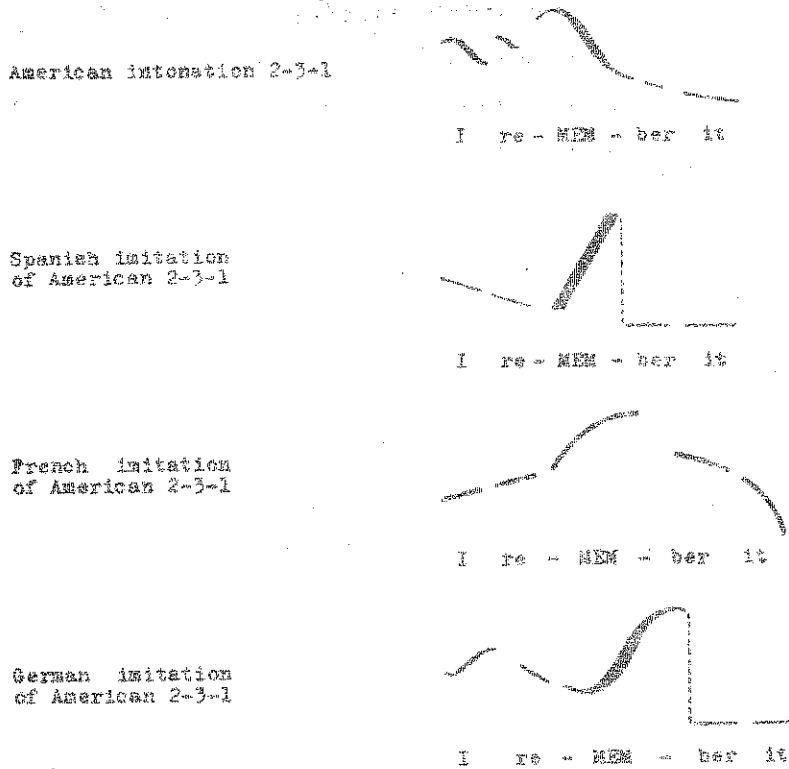 American intonation 2-3-1
I re - MEM - ber it
Spanish imitation
of American 2-3-1
I re - MEM - ber it
French imitation
of American 2-3-1
I re - MEM - ber it
German imitation
of American 2-3-1
I re - MEM - ber it